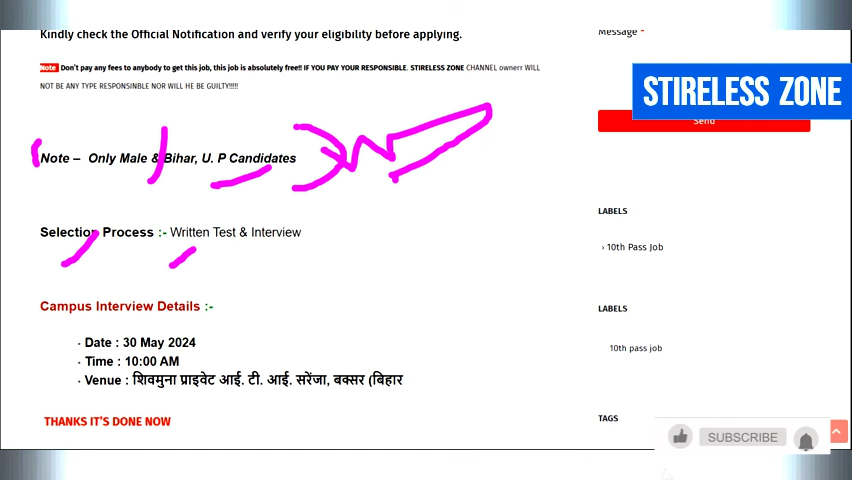 Kindly check the Official Notification and verify your eligibility before applying.
Message *
Note Don't pay any fees to anybody to get this job, this job is absolutely free!! IF YOU PAY YOUR RESPONSIBLE. STIRELESS ZONE CHANNEL ownerr WILL
NOT BE ANY TYPE RESPONSINBLE NOR WILL HE BE GUILTY!!!!!
STIRELESS ZONE
Send
Note – Only Male & Bihar, U. P Candidates
LABELS
Selection Process :- Written Test & Interview
› 10th Pass Job
Campus Interview Details :-
LABELS
• Date : 30 May 2024
10th pass job
• Time : 10:00 AM
• Venue : शिवमुना प्राइवेट आई. टी. आई. सरेंजा, बक्सर (बिहार
THANKS IT'S DONE NOW
TAGS
SUBSCRIBE